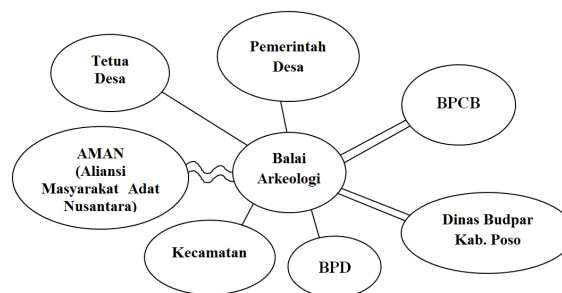 Tetua
Desa
Pemerintah
Desa
BPCB
AMAN
(Aliansi
Masyarakat Adat
Nusantara)
Balai
Arkeologi
Dinas Budpar
Kab. Poso
Kecamatan
BPD